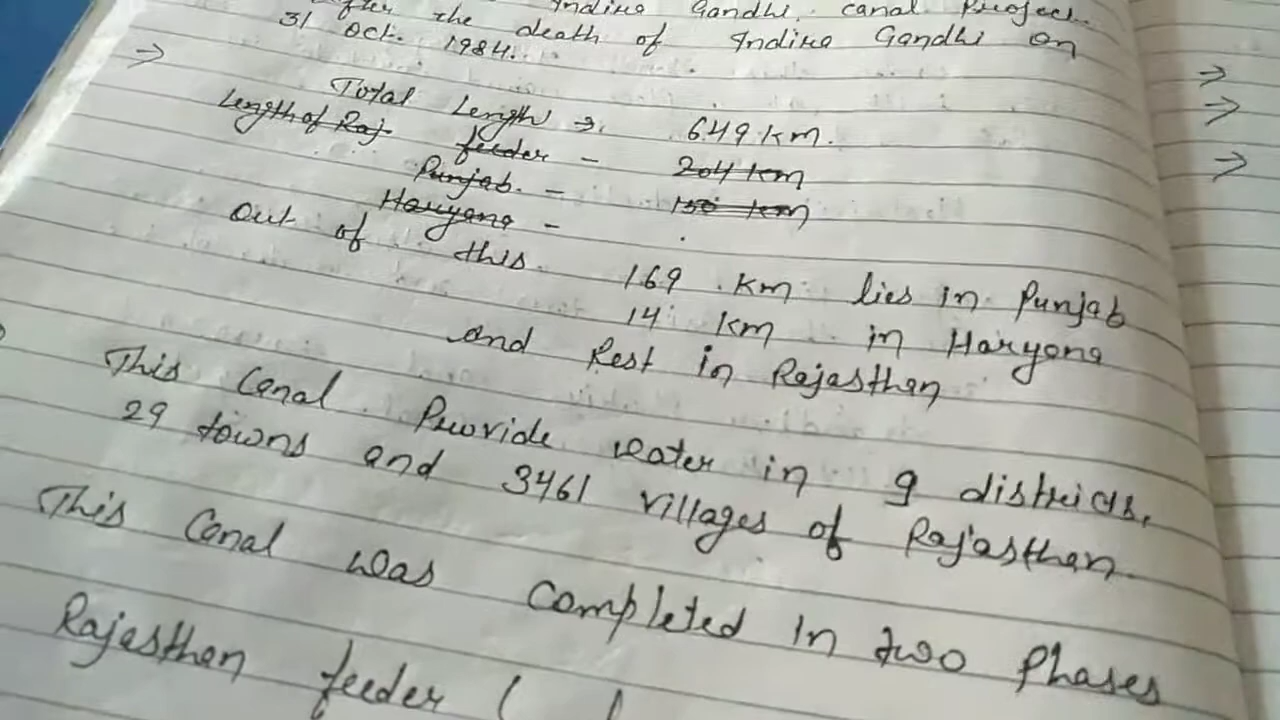 after the Indira Gandhi canal Project.
31 Oct. 1984. death of Indira Gandhi on
⇒ Total Length ⇒. 649 km.
Length of Raj. feeder - 204 km
Punjab. - 150 km
Haryana -
out of this 169 km lies in Punjab
14 km in Haryana
and Rest in Rajasthan
This Canal Provide water in 9 districts,
29 towns and 3461 villages of Rajasthan.
This Canal was completed in two Phases
Rajasthan feeder (